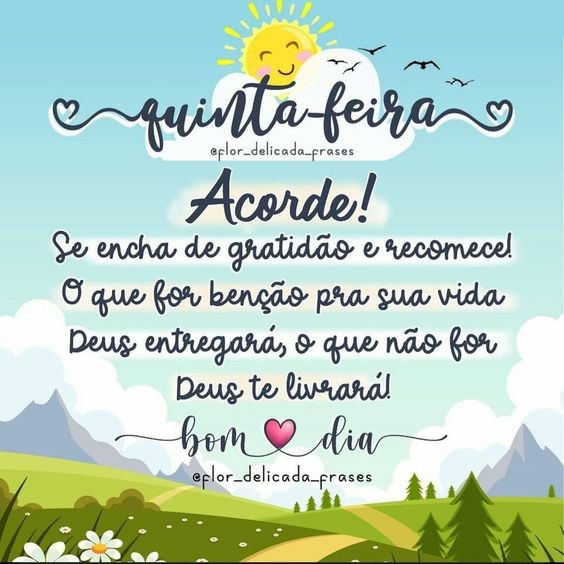 quinta-feira
@flor_delicada_frases
Acorde!
Se encha de gratidão e recomece!
O que for benção pra sua vida
Deus entregará, o que não for
Deus te livrará!
bom dia
@flor_delicada_frases